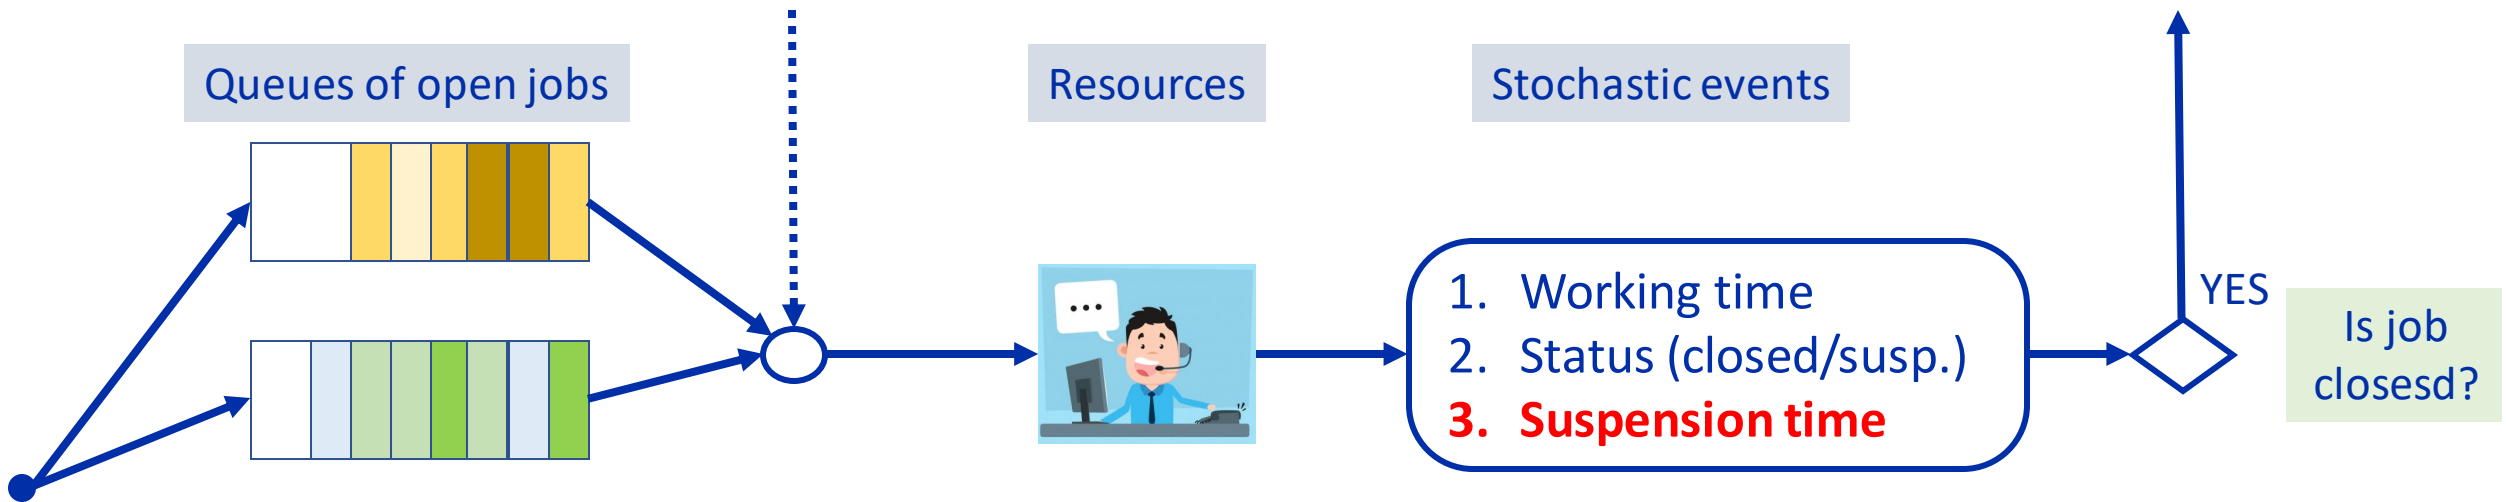 Queues of open jobs
Resources
Stochastic events
1. Working time
2. Status (closed/susp.)
3. Suspension time
YES
Is job
closesd?